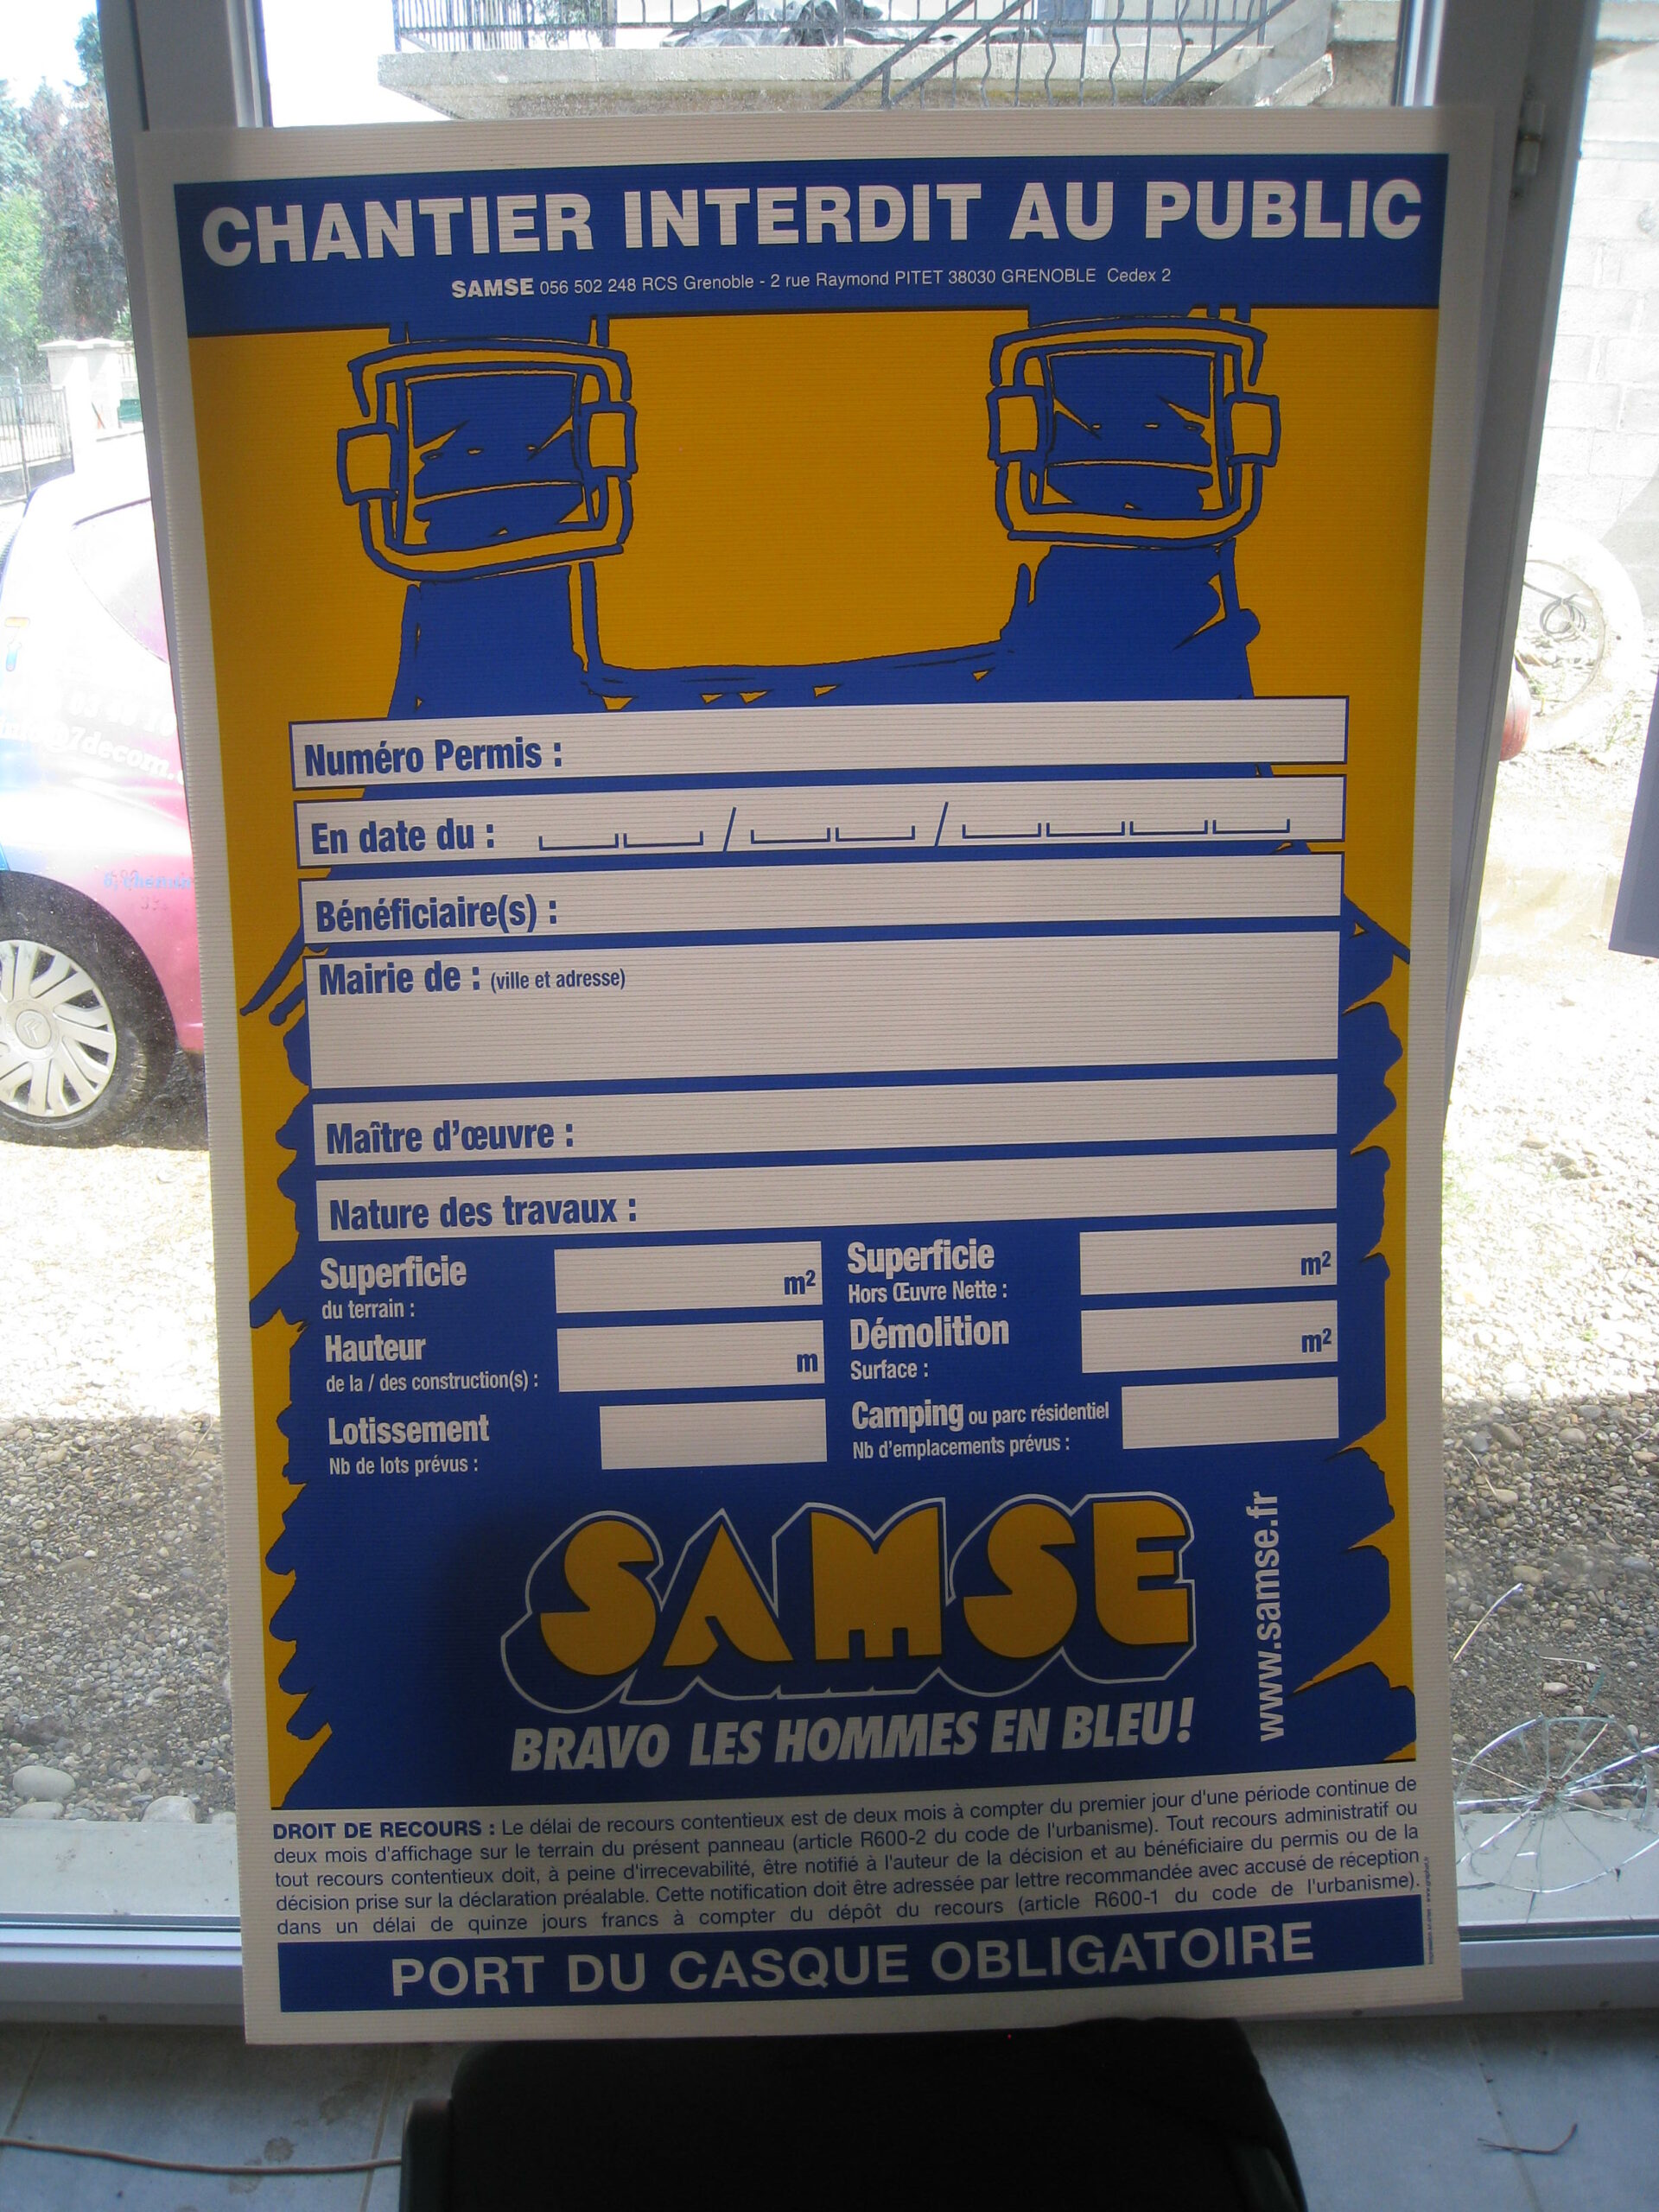 CHANTIER INTERDIT AU PUBLIC
SAMSE 056 502 248 RCS Grenoble - 2 rue Raymond PITET 38030 GRENOBLE Cedex 2
Numéro Permis :
En date du : / /
Bénéficiaire(s) :
Mairie de : (ville et adresse)
Maître d'œuvre :
Nature des travaux :
Superficie
du terrain :
m²
Superficie
Hors Œuvre Nette :
m²
Hauteur
de la / des construction(s) :
m
Démolition
Surface :
m²
Lotissement
Nb de lots prévus :
Camping ou parc résidentiel
Nb d'emplacements prévus :
SAMSE
BRAVO LES HOMMES EN BLEU!
www.samse.fr
DROIT DE RECOURS : Le délai de recours contentieux est de deux mois à compter du premier jour d'une période continue de
deux mois d'affichage sur le terrain du présent panneau (article R600-2 du code de l'urbanisme). Tout recours administratif ou
tout recours contentieux doit, à peine d'irrecevabilité, être notifié à l'auteur de la décision et au bénéficiaire du permis ou de la
décision prise sur la déclaration préalable. Cette notification doit être adressée par lettre recommandée avec accusé de réception
dans un délai de quinze jours francs à compter du dépôt du recours (article R600-1 du code de l'urbanisme).
PORT DU CASQUE OBLIGATOIRE
7decom.